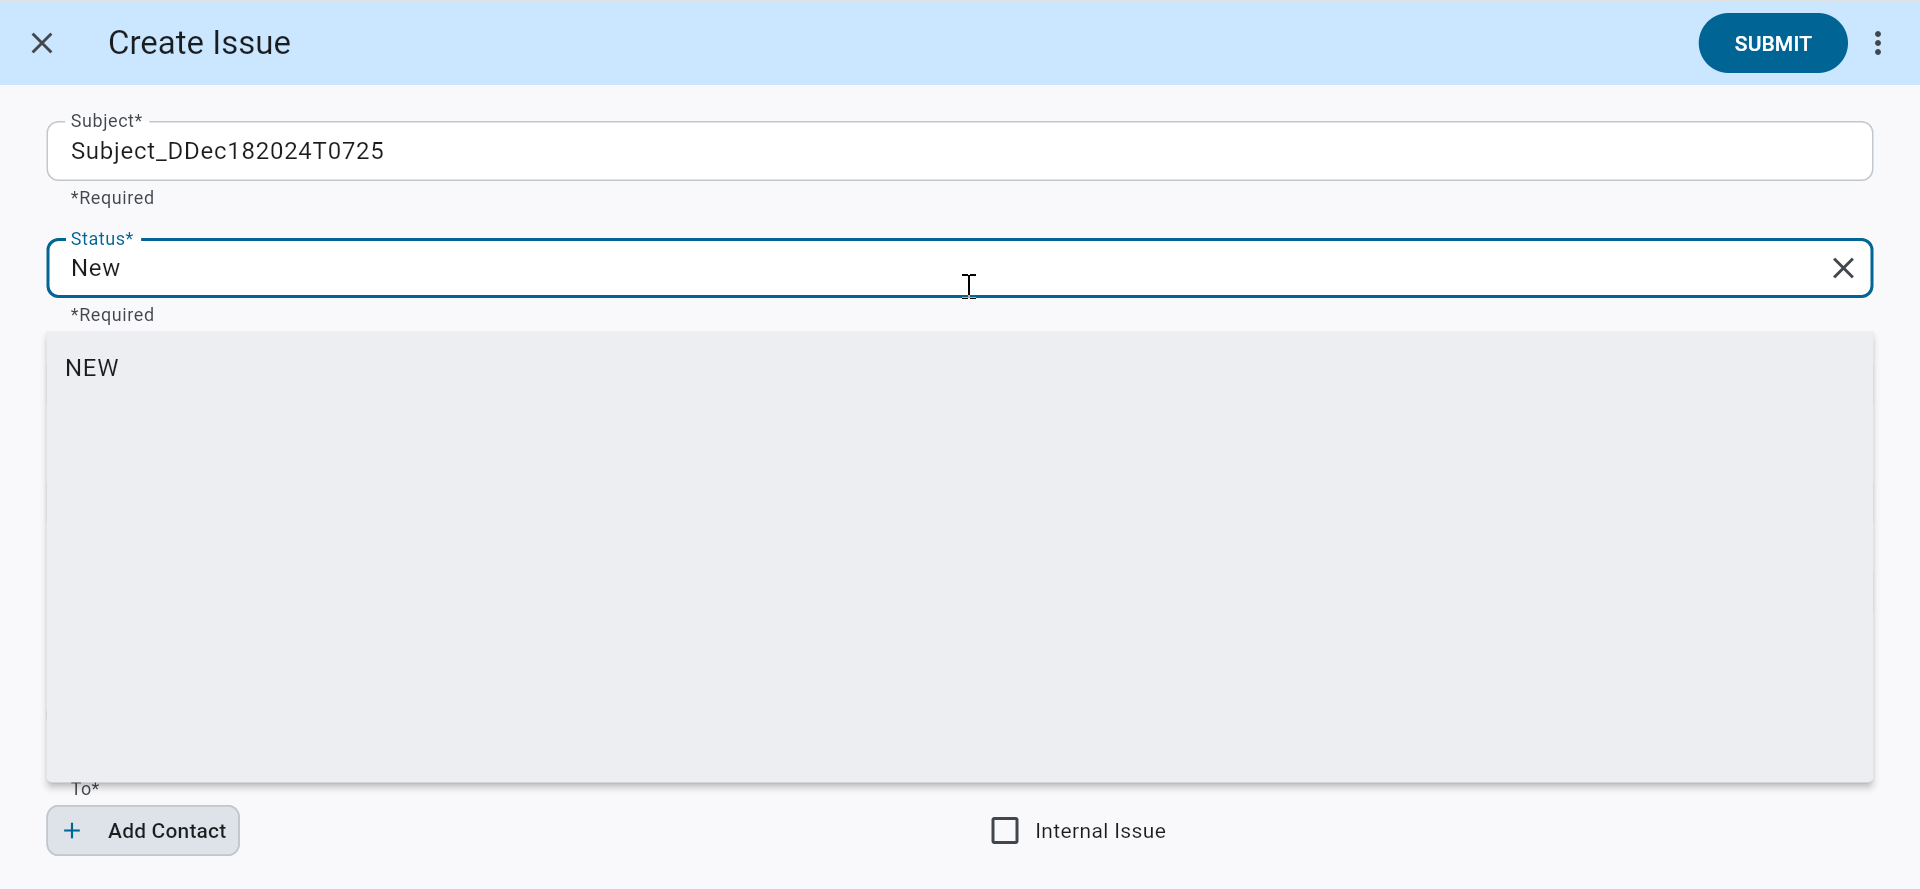 Create Issue
SUBMIT
Subject*
Subject_DDec182024T0725
*Required
Status*
New
*Required
NEW
To*
Add Contact
Internal Issue